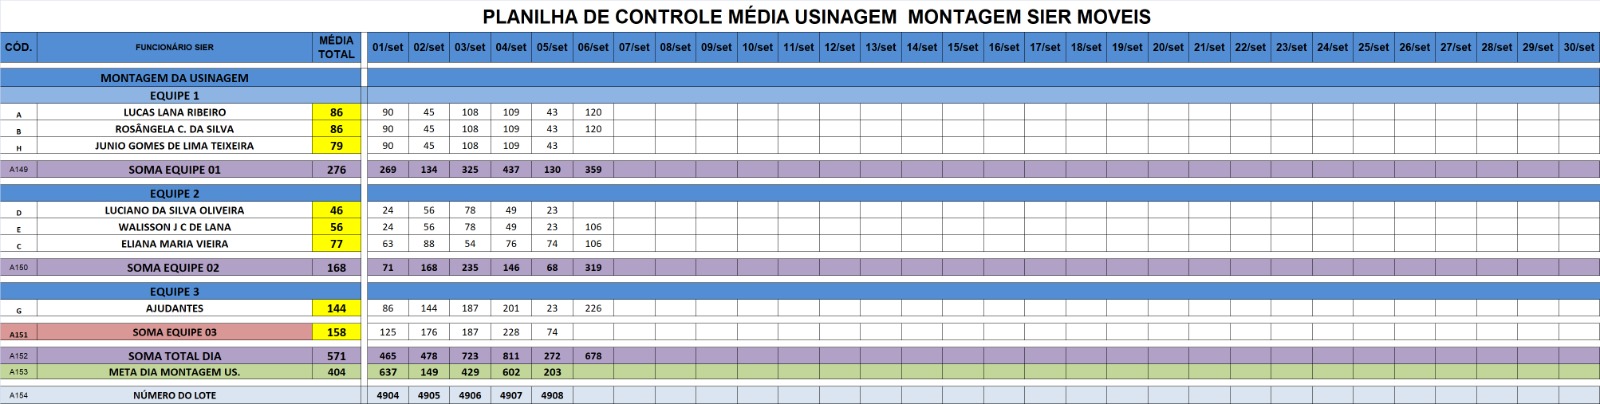 PLANILHA DE CONTROLE MÉDIA USINAGEM MONTAGEM SIER MOVEIS
CÓD. FUNCIONÁRIO SIER MÉDIA TOTAL 01/set 02/set 03/set 04/set 05/set 06/set 07/set 08/set 09/set 10/set 11/set 12/set 13/set 14/set 15/set 16/set 17/set 18/set 19/set 20/set 21/set 22/set 23/set 24/set 25/set 26/set 27/set 28/set 29/set 30/set
MONTAGEM DA USINAGEM
EQUIPE 1
A LUCAS LANA RIBEIRO 86 90 45 108 109 43 120
B ROSÂNGELA C. DA SILVA 86 90 45 108 109 43 120
H JUNIO GOMES DE LIMA TEIXEIRA 79 90 45 108 109 43
A149 SOMA EQUIPE 01 276 269 134 325 437 130 359
EQUIPE 2
D LUCIANO DA SILVA OLIVEIRA 46 24 56 78 49 23
E WALISSON J C DE LANA 56 24 56 78 49 23 106
C ELIANA MARIA VIEIRA 77 63 88 54 76 74 106
A150 SOMA EQUIPE 02 168 71 168 235 146 68 319
EQUIPE 3
G AJUDANTES 144 86 144 187 201 23 226
A151 SOMA EQUIPE 03 158 125 176 187 228 74
A152 SOMA TOTAL DIA 571 465 478 723 811 272 678
A153 META DIA MONTAGEM US. 404 637 149 429 602 203
A154 NÚMERO DO LOTE 4904 4905 4906 4907 4908